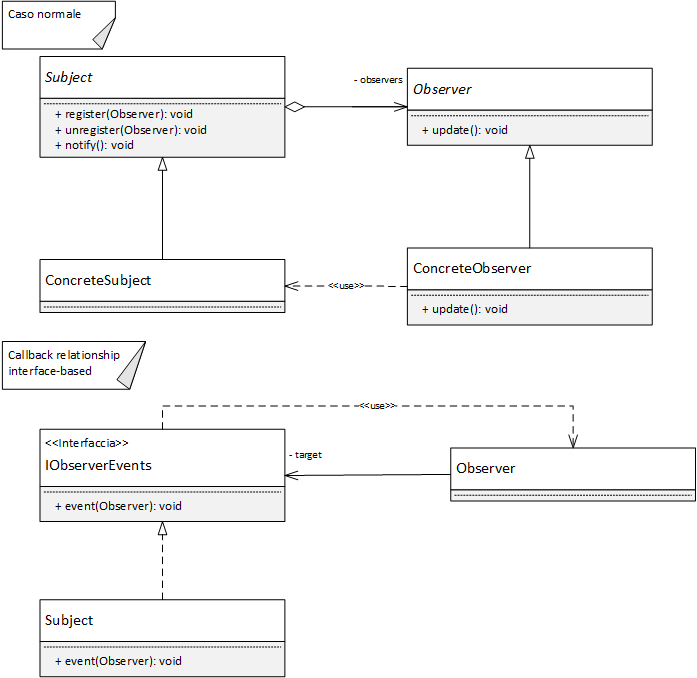 Caso normale
Subject
+ register(Observer): void
+ unregister(Observer): void
+ notify(): void
- observers
Observer
+ update(): void
ConcreteSubject
<<use>>
ConcreteObserver
+ update(): void
Callback relationship
interface-based
<<use>>
<<Interfaccia>>
IObserverEvents
+ event(Observer): void
- target
Observer
Subject
+ event(Observer): void